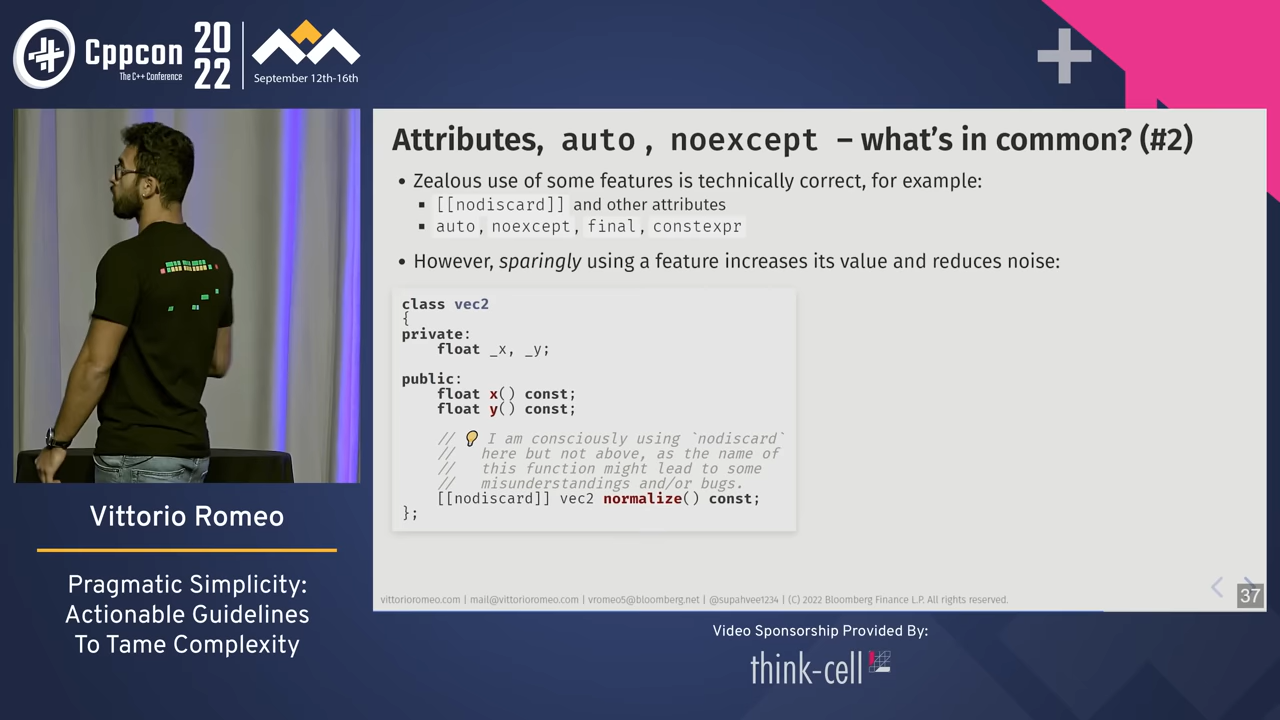 Cppcon
The C++ Conference
20
22
September 12th-16th
Attributes, auto, noexcept – what's in common? (#2)
• Zealous use of some features is technically correct, for example:
▪ [[nodiscard]] and other attributes
▪ auto, noexcept, final, constexpr
• However, sparingly using a feature increases its value and reduces noise:
class vec2
{
private:
    float _x, _y;
public:
    float x() const;
    float y() const;
    // 💡 I am consciously using `nodiscard`
    //    here but not above, as the name of
    //    this function might lead to some
    //    misunderstandings and/or bugs.
    [[nodiscard]] vec2 normalize() const;
};
vittorioromeo.com | mail@vittorioromeo.com | vromeo5@bloomberg.net | @supahvee1234 | (C) 2022 Bloomberg Finance L.P. All rights reserved.
37
Vittorio Romeo
Pragmatic Simplicity:
Actionable Guidelines
To Tame Complexity
Video Sponsorship Provided By:
think-cell